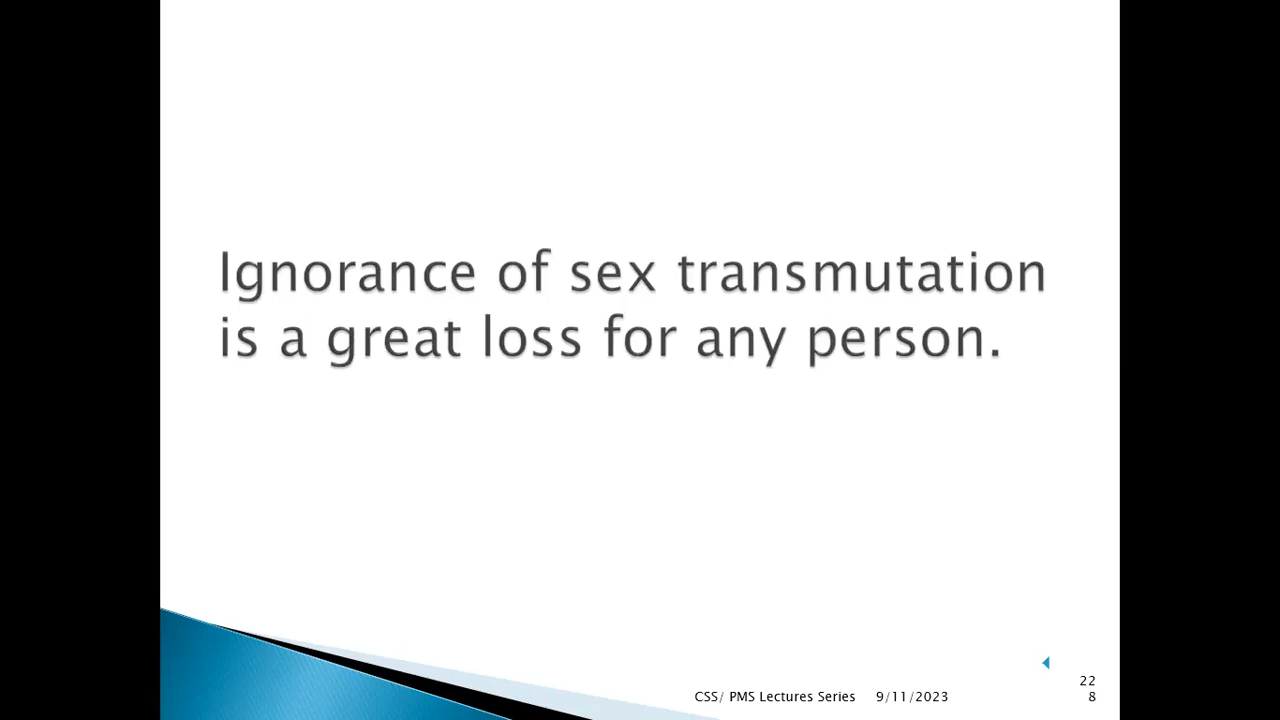 Ignorance of sex transmutation
is a great loss for any person.
CSS/ PMS Lectures Series 9/11/2023
22
8